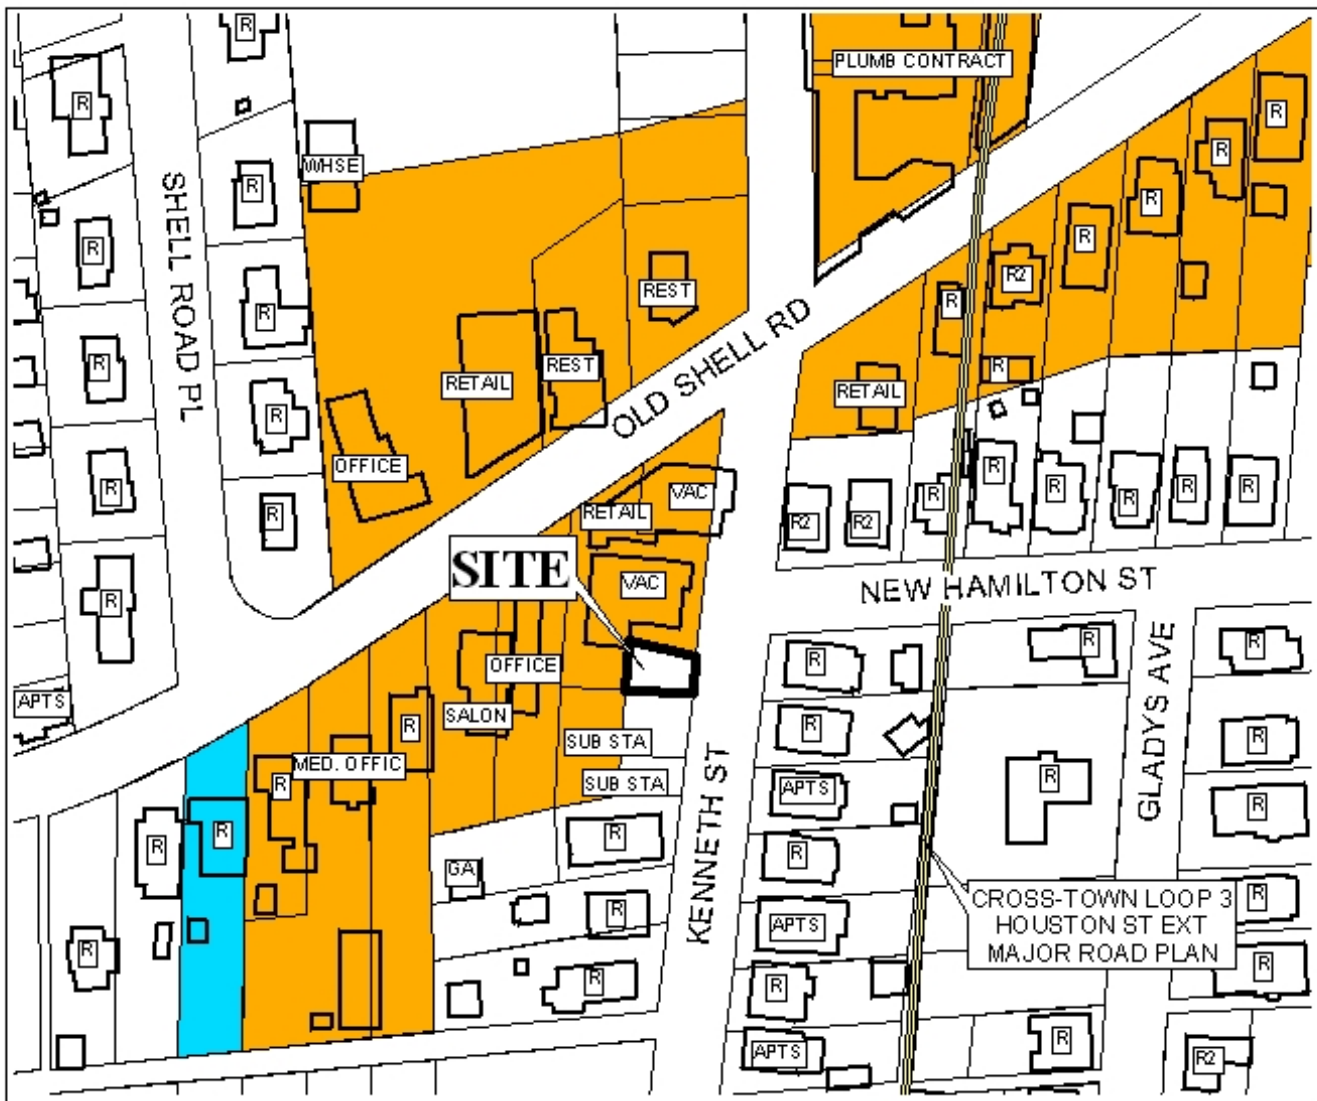 R
PLUMB CONTRACT
R
R
WHSE
R
R
R
SHELL ROAD PL
R
R
R
REST
R2
R
R
REST
OLD SHELL RD
R
R
RETAIL
RETAIL
R
OFFICE
R
R
R
R
R
R
VAC
RETAIL
R2
R2
R
SITE
VAC
NEW HAMILTON ST
R
R
R
R
OFFICE
GLADYS AVE
APTS
SALON
R
R
SUB STA
R
MED. OFFIC
R
SUB STA
APTS
R
R
R
R
R
KENNETH ST
R
GA
CROSS-TOWN LOOP 3
HOUSTON ST EXT
MAJOR ROAD PLAN
R
R
APTS
R
R
R
R
R
APTS
R2